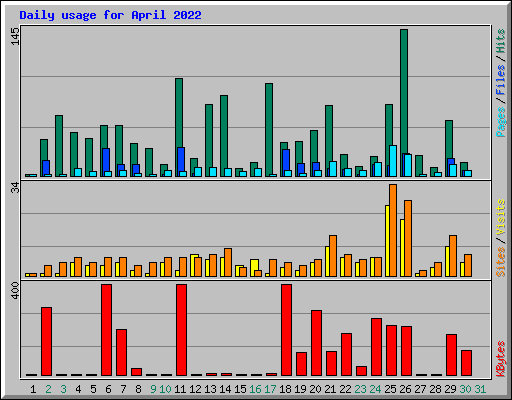 Daily usage for April 2022
145
Pages / Files / Hits
34
Sites / Visits
400
KBytes
1 2 3 4 5 6 7 8 9 10 11 12 13 14 15 16 17 18 19 20 21 22 23 24 25 26 27 28 29 30 31